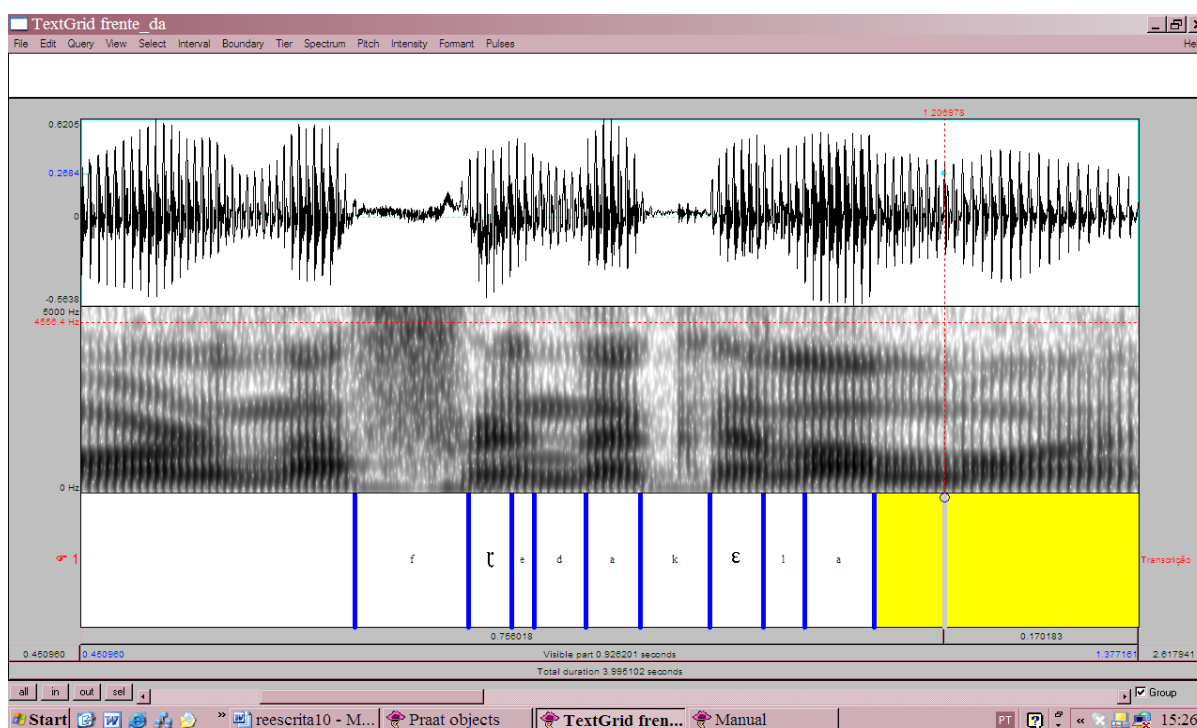 TextGrid frente_da
File Edit Query View Select Interval Boundary Tier Spectrum Pitch Intensity Formant Pulses Hel
1.206978
0.6205
0.2684
0
-0.5638
5000 Hz
4556.4 Hz
0 Hz
1 f ɽ e d a k ɛ l a Transcrição
0.756018 0.170183
0.450960 0.450960 Visible part 0.926201 seconds 1.377161 2.617941
Total duration 3.995102 seconds
all in out sel Group
Start » reescrita10 - M... Praat objects TextGrid fren... Manual PT « 15:26